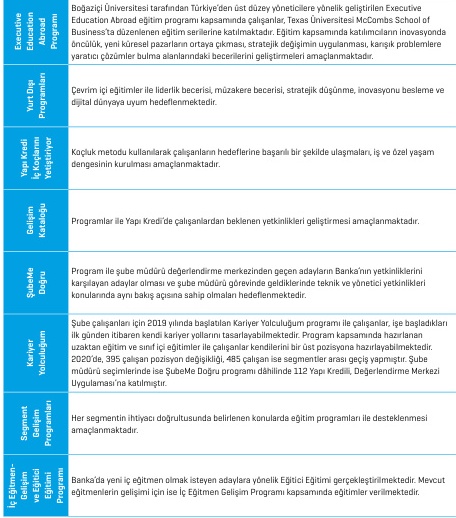 Executive
Education
Abroad
Programı
Boğaziçi Üniversitesi tarafından Türkiye'den üst düzey yöneticilere yönelik getirilen Executive
Education Abroad eğitim programı kapsamında çalışanlar, Texas Üniversitesi McCombs School of
Business'ta düzenlenen eğitim serilerine katılmaktadır. Eğitim kapsamında katılımcıların inovasyonda
öncülük, yeni küresel pazarların ortaya çıkması, stratejik değişimin uygulanması, karışık problemlere
yaratıcı çözümler bulma alanlarındaki becerilerini geliştirmeleri amaçlanmaktadır.
Yurt Dışı
Programları
Çevrim içi eğitimler ile liderlik becerisi, müzakere becerisi, stratejik düşünme, inovasyonu besleme ve
dijital dünyaya uyum hedeflenmektedir.
Yapı Kredi
İç Koçlarını
Yetiştiriyor
Koçluk metodu kullanılarak çalışanların hedeflerine başarılı bir şekilde ulaşmaları, iş ve özel yaşam
dengesinin kurulması amaçlanmaktadır.
Gelişim
Kataloğu
Programlar ile Yapı Kredi'de çalışanlardan beklenen yetkinlikleri geliştirmesi amaçlanmaktadır.
ŞubeMe
Doğru
Program ile şube müdürü değerlendirme merkezinden geçen adayların Banka'nın yetkinliklerini
karşılayan adaylar olması ve şube müdürü görevinde geldiklerinde teknik ve yönetici yetkinlikleri
konularında aynı bakış açısına sahip olmaları hedeflenmektedir.
Kariyer
Yolculuğum
Şube çalışanları için 2019 yılında başlatılan Kariyer Yolculuğum programı ile çalışanlar, işe başladıkları
ilk günden itibaren kendi kariyer yollarını tasarlayabilmektedir. Program kapsamında hazırlanan
uzaktan eğitim ve sınıf içi eğitimler ile çalışanlar kendilerini bir üst pozisyona hazırlayabilmektedir.
2020'de, 395 çalışan pozisyon değişikliği, 485 çalışan ise segmentler arası geçiş yapmıştır. Şube
müdürü seçimlerinde ise ŞubeMe Doğru programı dâhilinde 112 Yapı Kredili, Değerlendirme Merkezi
Uygulaması'na katılmıştır.
Segment
Gelişim
Programları
Her segmentin ihtiyacı doğrultusunda belirlenen konularda eğitim programları ile desteklenmesi
amaçlanmaktadır.
İç Eğitmen-
Gelişim
ve Eğitici
Eğitimi
Programı
Banka'da yeni iç eğitmen olmak isteyen adaylara yönelik Eğitici Eğitimi gerçekleştirilmektedir. Mevcut
eğitmenlerin gelişimi için ise İç Eğitmen Gelişim Programı kapsamında eğitimler verilmektedir.